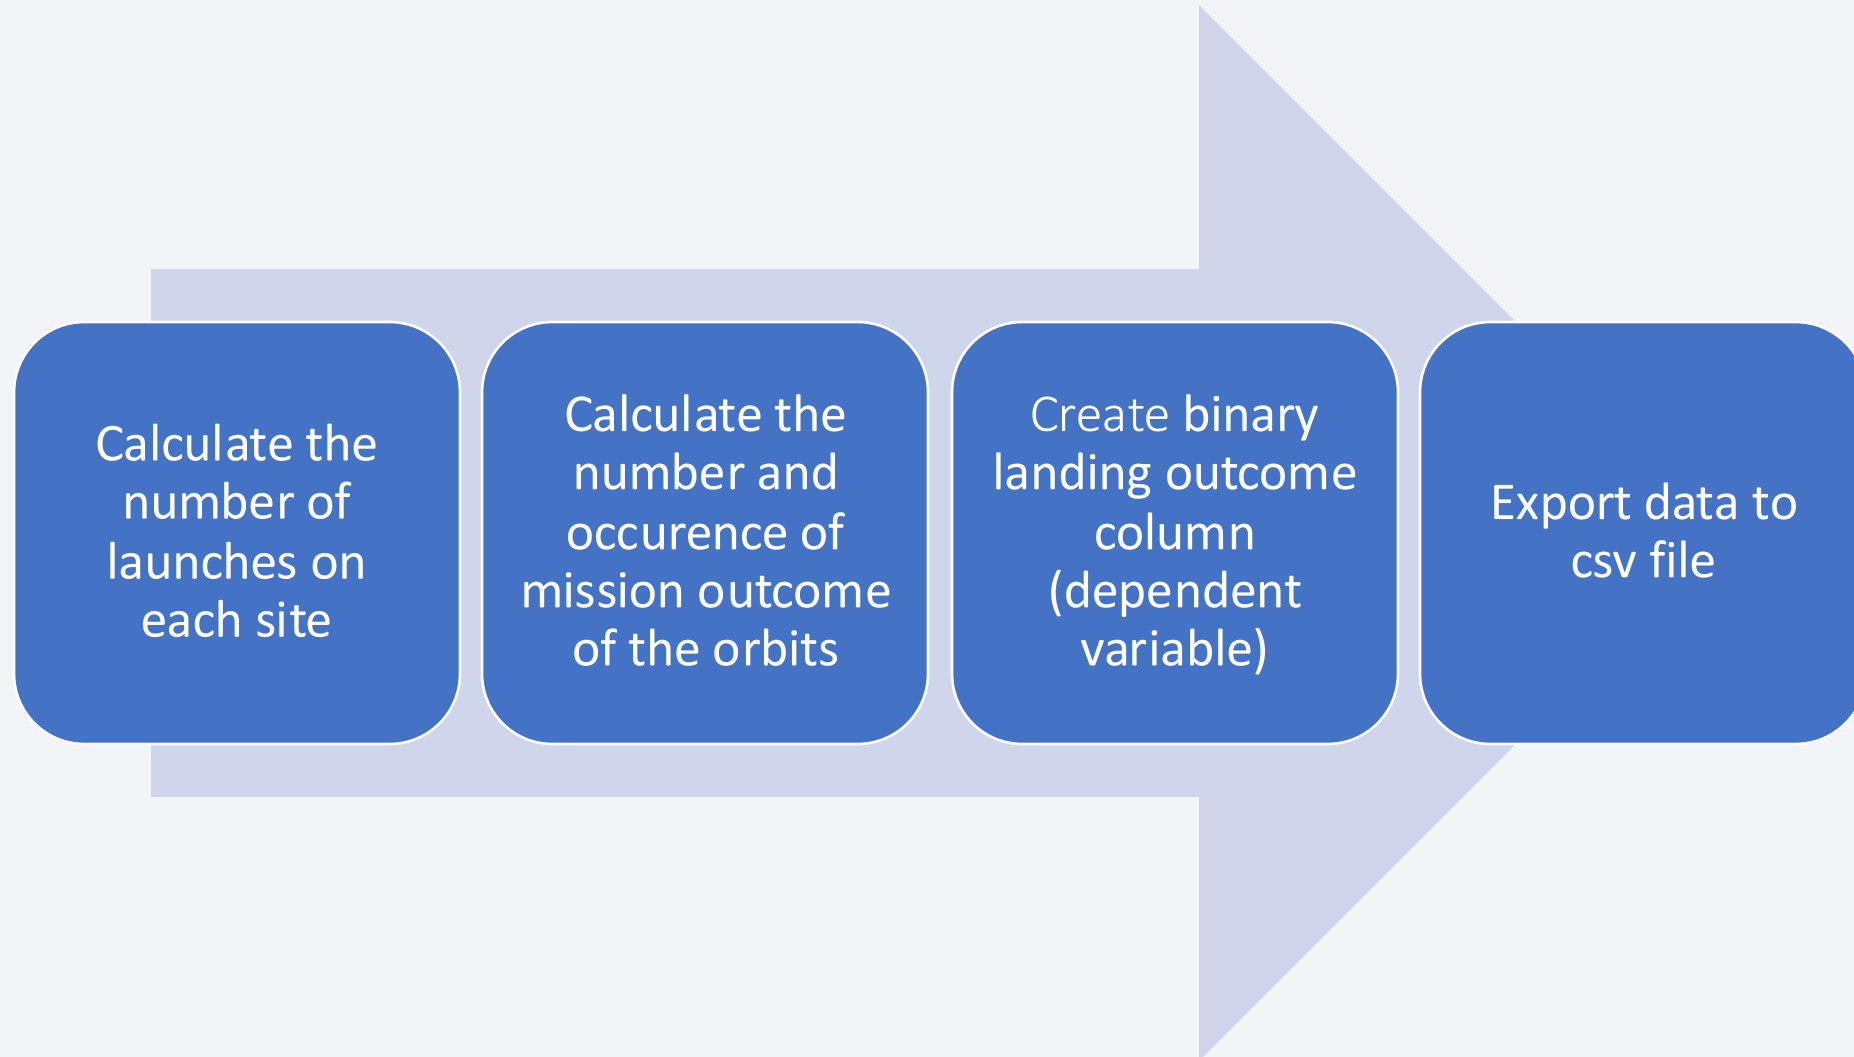 Calculate the
number of
launches on
each site
Calculate the
number and
occurence of
mission outcome
of the orbits
Create binary
landing outcome
column
(dependent
variable)
Export data to
csv file